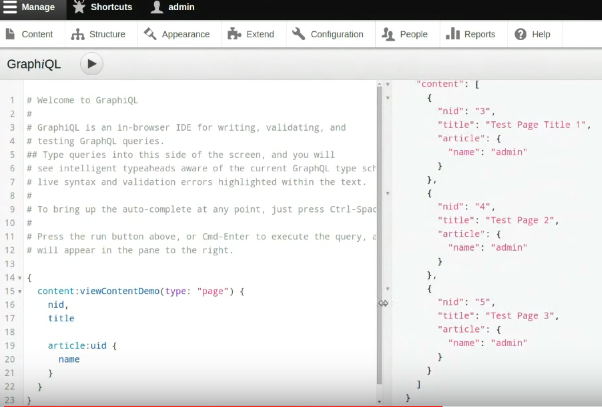 Manage Shortcuts admin
Content Structure Appearance Extend Configuration People Reports Help
GraphiQL
1 # Welcome to GraphiQL
2 #
3 # GraphiQL is an in-browser IDE for writing, validating, and
4 # testing GraphQL queries.
5 ## Type queries into this side of the screen, and you will
6 # see intelligent typeaheads aware of the current GraphQL type sch
7 # live syntax and validation errors highlighted within the text.
8 #
9 # To bring up the auto-complete at any point, just press Ctrl-Spac
10 #
11 # Press the run button above, or Cmd-Enter to execute the query, a
12 # will appear in the pane to the right.
13
14 {
15 content:viewContentDemo(type: "page") {
16 nid,
17 title
18
19 article:uid {
20 name
21 }
22 }
23 }
"content": [
{
"nid": "3",
"title": "Test Page Title 1",
"article": {
"name": "admin"
}
},
{
"nid": "4",
"title": "Test Page 2",
"article": {
"name": "admin"
}
},
{
"nid": "5",
"title": "Test Page 3",
"article": {
"name": "admin"
}
}
]
}